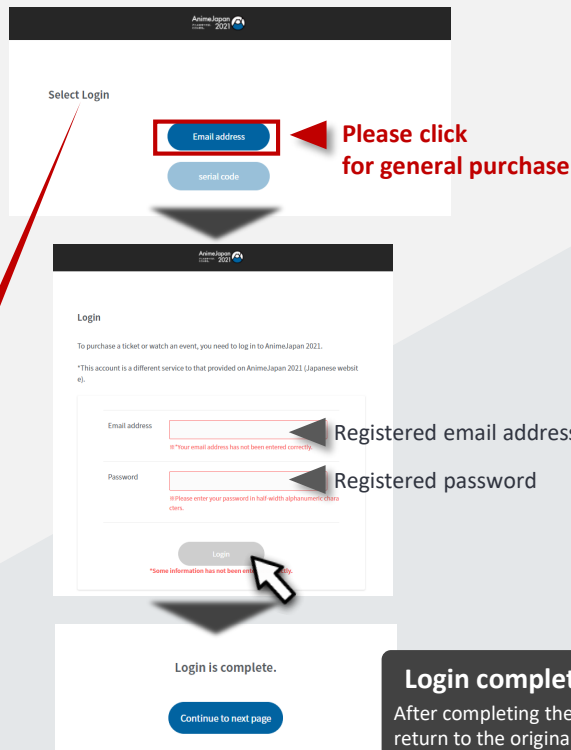 AnimeJapan
2021
Select Login
Email address
Please click
for general purchase
serial code
AnimeJapan
2021
Login
To purchase a ticket or watch an event, you need to log in to AnimeJapan 2021.
*This account is a different service to that provided on AnimeJapan 2021 (Japanese websit
e).
Email address
Registered email address
※*Your email address has not been entered correctly.
Password
Registered password
※Please enter your password in half-width alphanumeric chara
cters.
Login
*Some information has not been
Login is complete.
Login complet
Continue to next page
After completing the
return to the origina